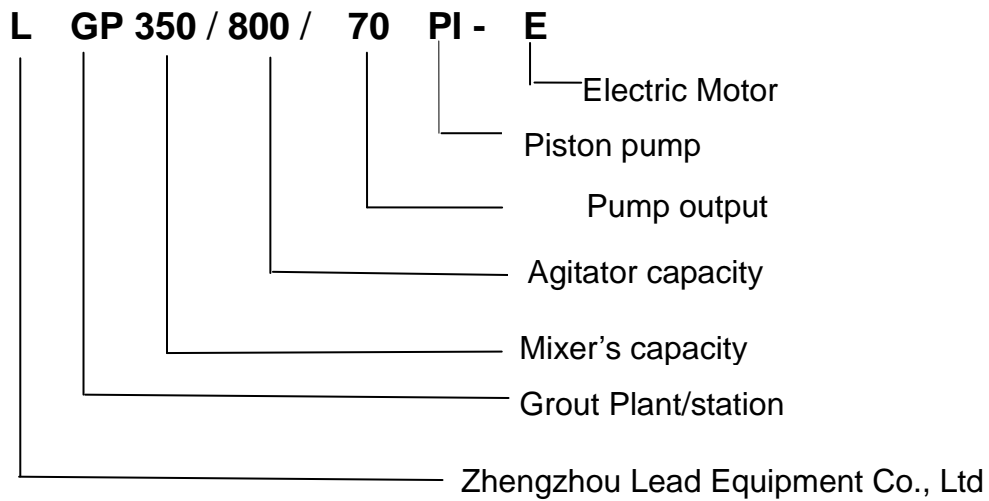 L GP 350 / 800 / 70 PI - E
Electric Motor
Piston pump
Pump output
Agitator capacity
Mixer’s capacity
Grout Plant/station
Zhengzhou Lead Equipment Co., Ltd